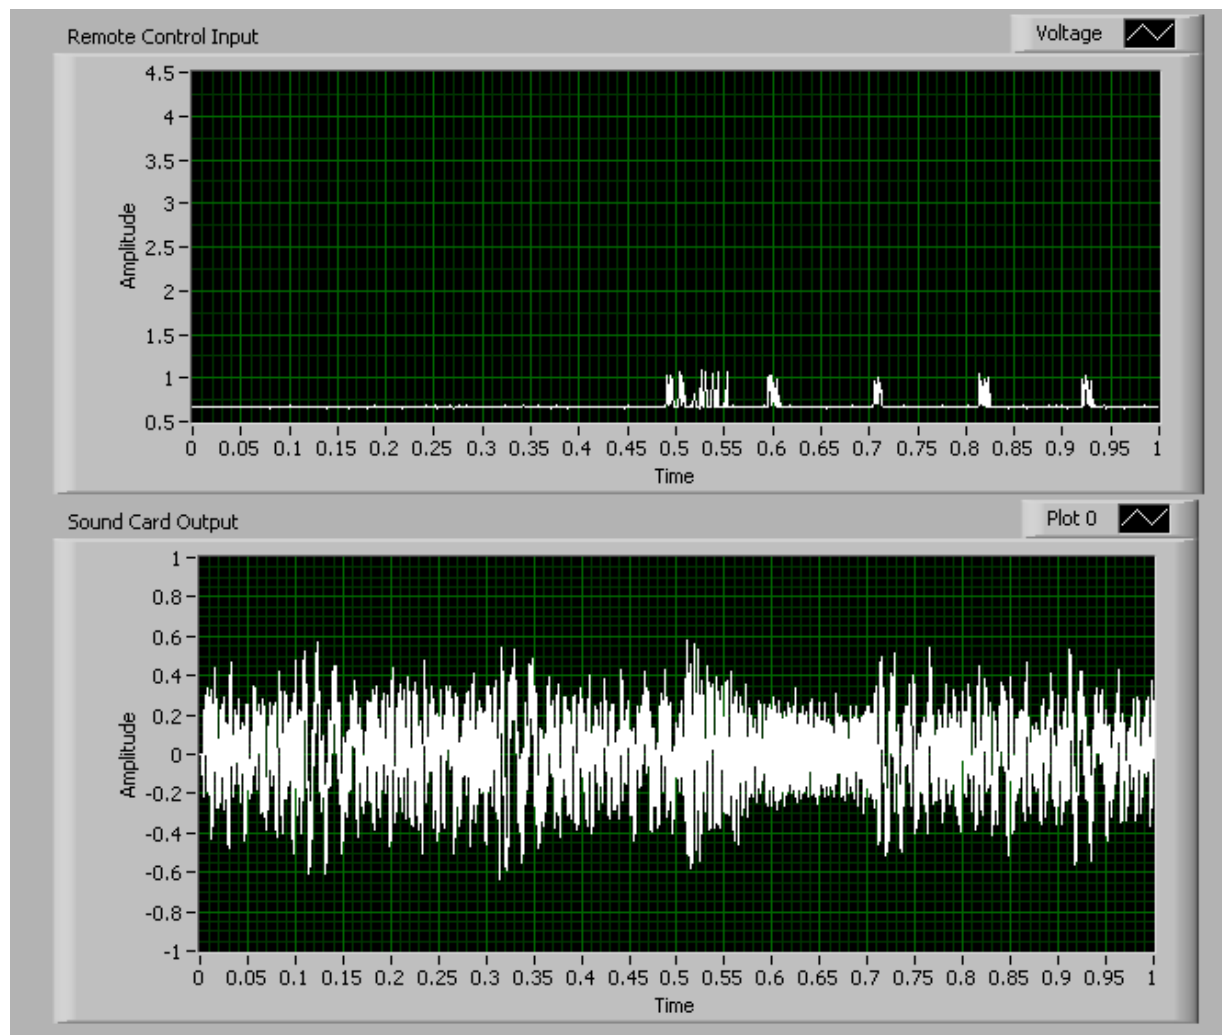 Remote Control Input
Voltage
4.5
4
3.5
3
2.5
2
1.5
1
0.5
Amplitude
0 0.05 0.1 0.15 0.2 0.25 0.3 0.35 0.4 0.45 0.5 0.55 0.6 0.65 0.7 0.75 0.8 0.85 0.9 0.95 1
Time
Sound Card Output
Plot 0
1
0.8
0.6
0.4
0.2
0
-0.2
-0.4
-0.6
-0.8
-1
Amplitude
0 0.05 0.1 0.15 0.2 0.25 0.3 0.35 0.4 0.45 0.5 0.55 0.6 0.65 0.7 0.75 0.8 0.85 0.9 0.95 1
Time